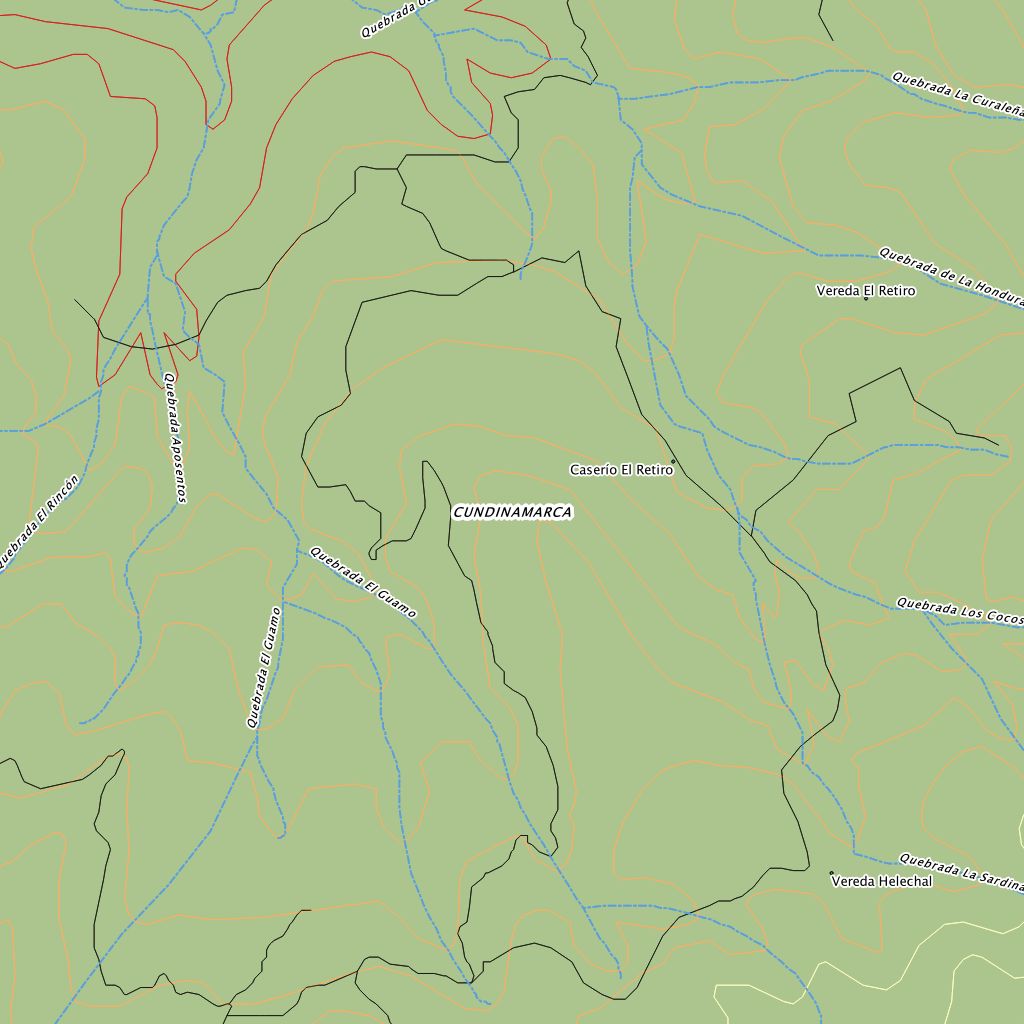 Quebrada La Curaleña
Quebrada de La Hondura
Vereda El Retiro
Quebrada Aposentos
Caserío El Retiro
Quebrada El Rincón
CUNDINAMARCA
Quebrada El Guamo
Quebrada El Guamo
Quebrada Los Cocos
Quebrada La Sardina
Vereda Helechal
Quebrada